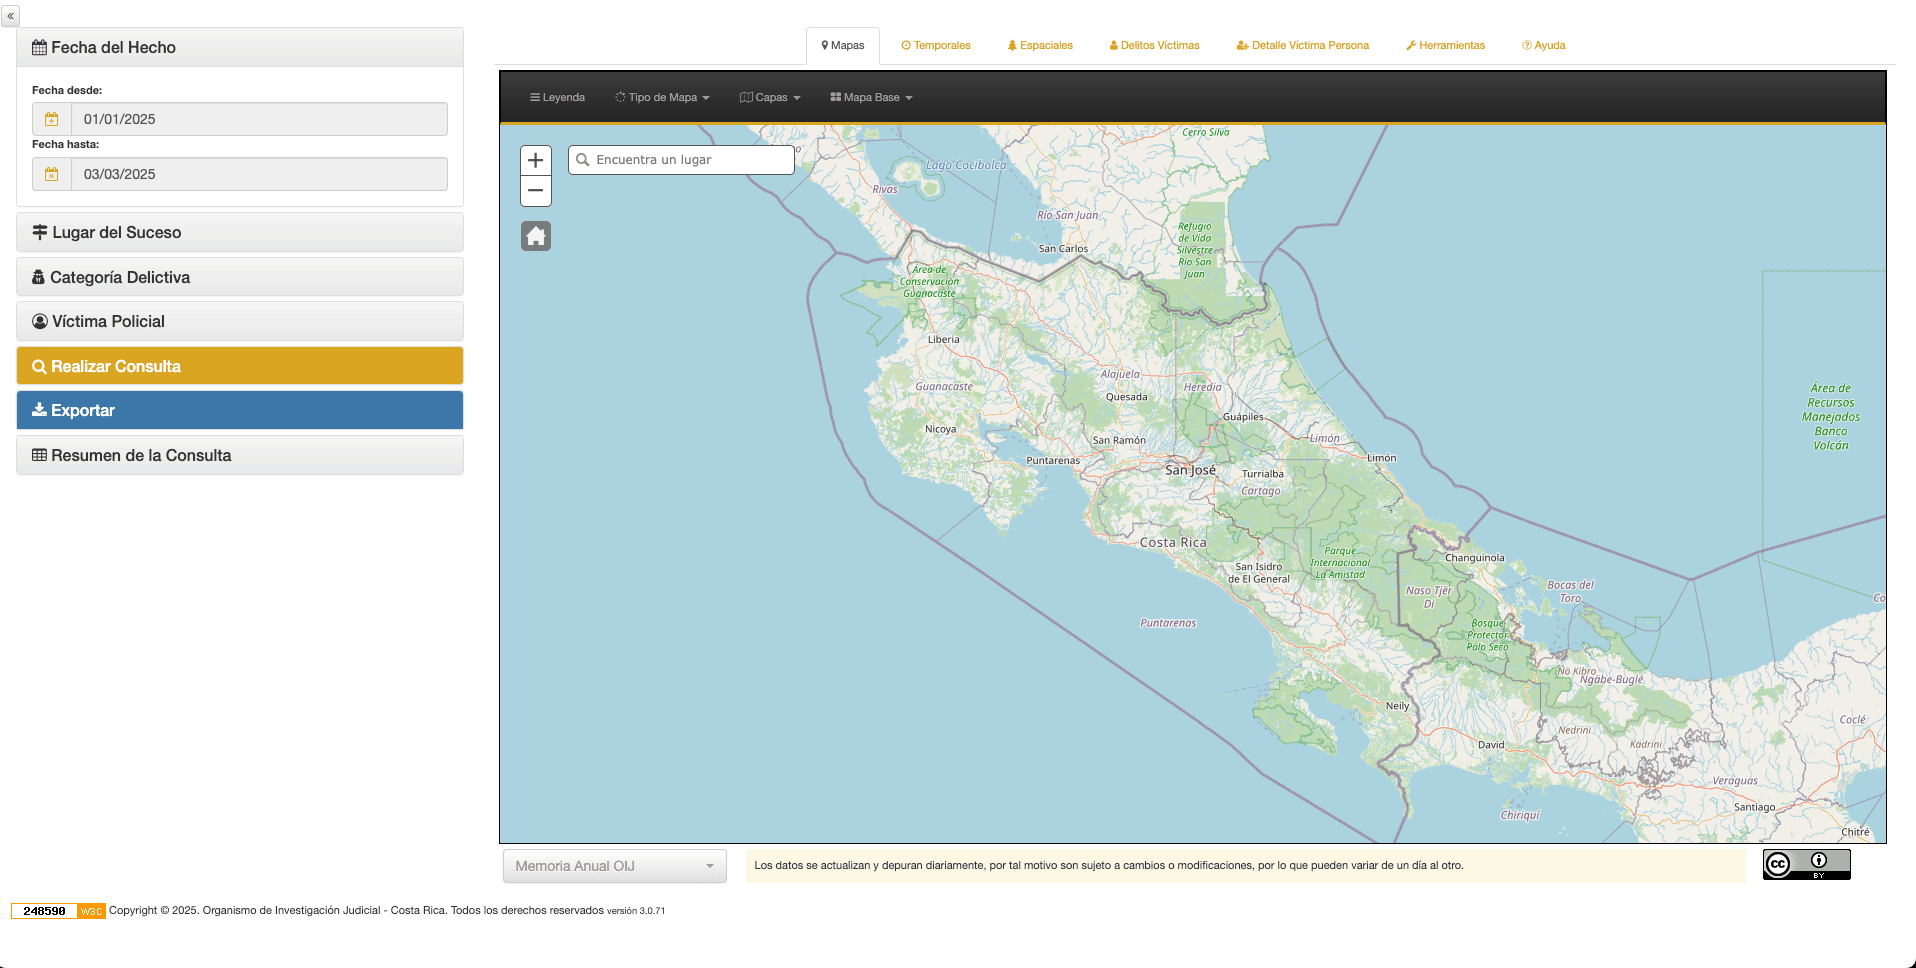 «
Fecha del Hecho
Fecha desde:
01/01/2025
Fecha hasta:
03/03/2025
Lugar del Suceso
Categoría Delictiva
Víctima Policial
Realizar Consulta
Exportar
Resumen de la Consulta
Mapas
Temporales
Espaciales
Delitos Víctimas
Detalle Víctima Persona
Herramientas
Ayuda
Leyenda
Tipo de Mapa
Capas
Mapa Base
+
−
Encuentra un lugar
Cerro Silva
Lago Cocibolca
Rivas
Río San Juan
San Carlos
Refugio
de Vida
Silvestre
Río San
Juan
Área de
Conservación
Guanacaste
Liberia
Guanacaste
Alajuela
Quesada
Heredia
Guápiles
Nicoya
San Ramón
Limón
Puntarenas
San José
Limón
Turrialba
Cartago
Área de
Recursos
Manejados
Banco
Volcán
Costa Rica
Parque
Internacional
La Amistad
San Isidro
de El General
Changuinola
Naso Tjër
Di
Bocas del
Toro
Co
Puntarenas
Bosque
Protector
Palo Seco
Ño Kribo
Ngäbe-Buglé
Neily
Coclé
Nedrini
Kädrini
David
Veraguas
Santiago
Chiriquí
Chitré
Memoria Anual OIJ
Los datos se actualizan y depuran diariamente, por tal motivo son sujeto a cambios o modificaciones, por lo que pueden variar de un día al otro.
cc
BY
248590 W3C Copyright © 2025. Organismo de Investigación Judicial - Costa Rica. Todos los derechos reservados versión 3.0.71